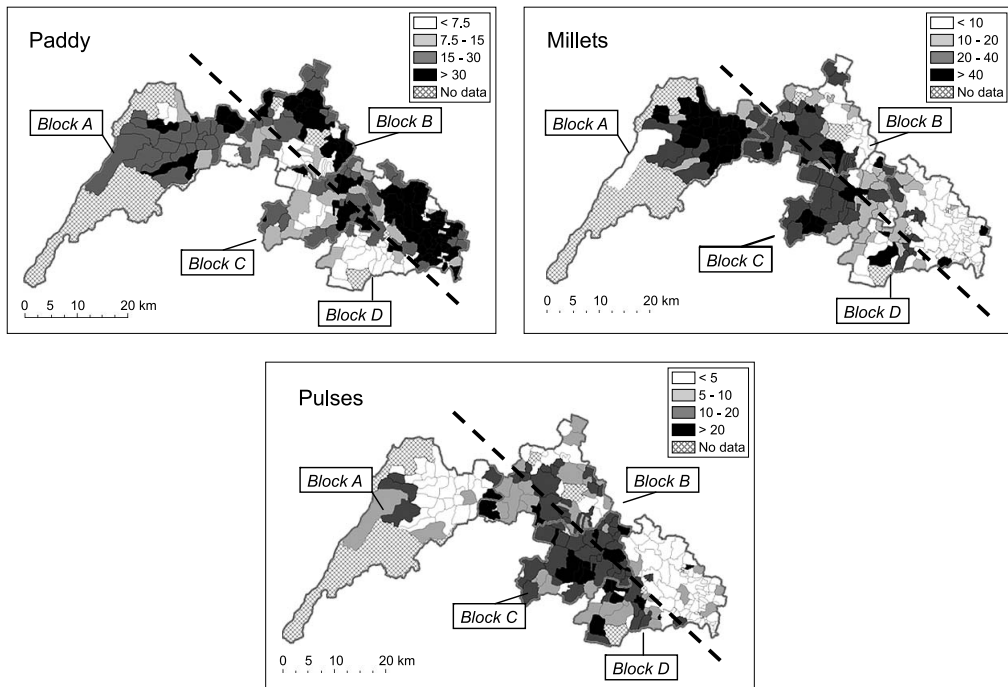 Paddy
< 7.5
7.5 - 15
15 - 30
> 30
No data
Block A
Block B
Block C
Block D
0 5 10 20 km
Millets
< 10
10 - 20
20 - 40
> 40
No data
Block A
Block B
Block C
Block D
0 5 10 20 km
Pulses
< 5
5 - 10
10 - 20
> 20
No data
Block A
Block B
Block C
Block D
0 5 10 20 km